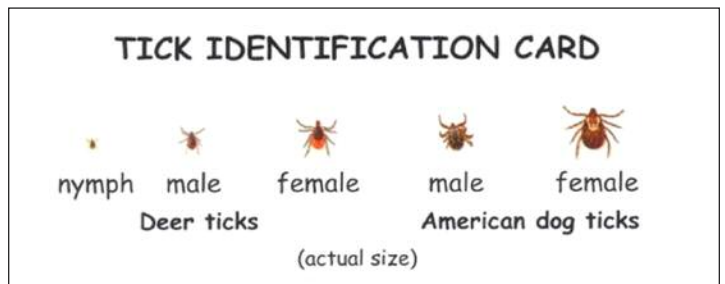 TICK IDENTIFICATION CARD
nymph male female male female
Deer ticks American dog ticks
(actual size)